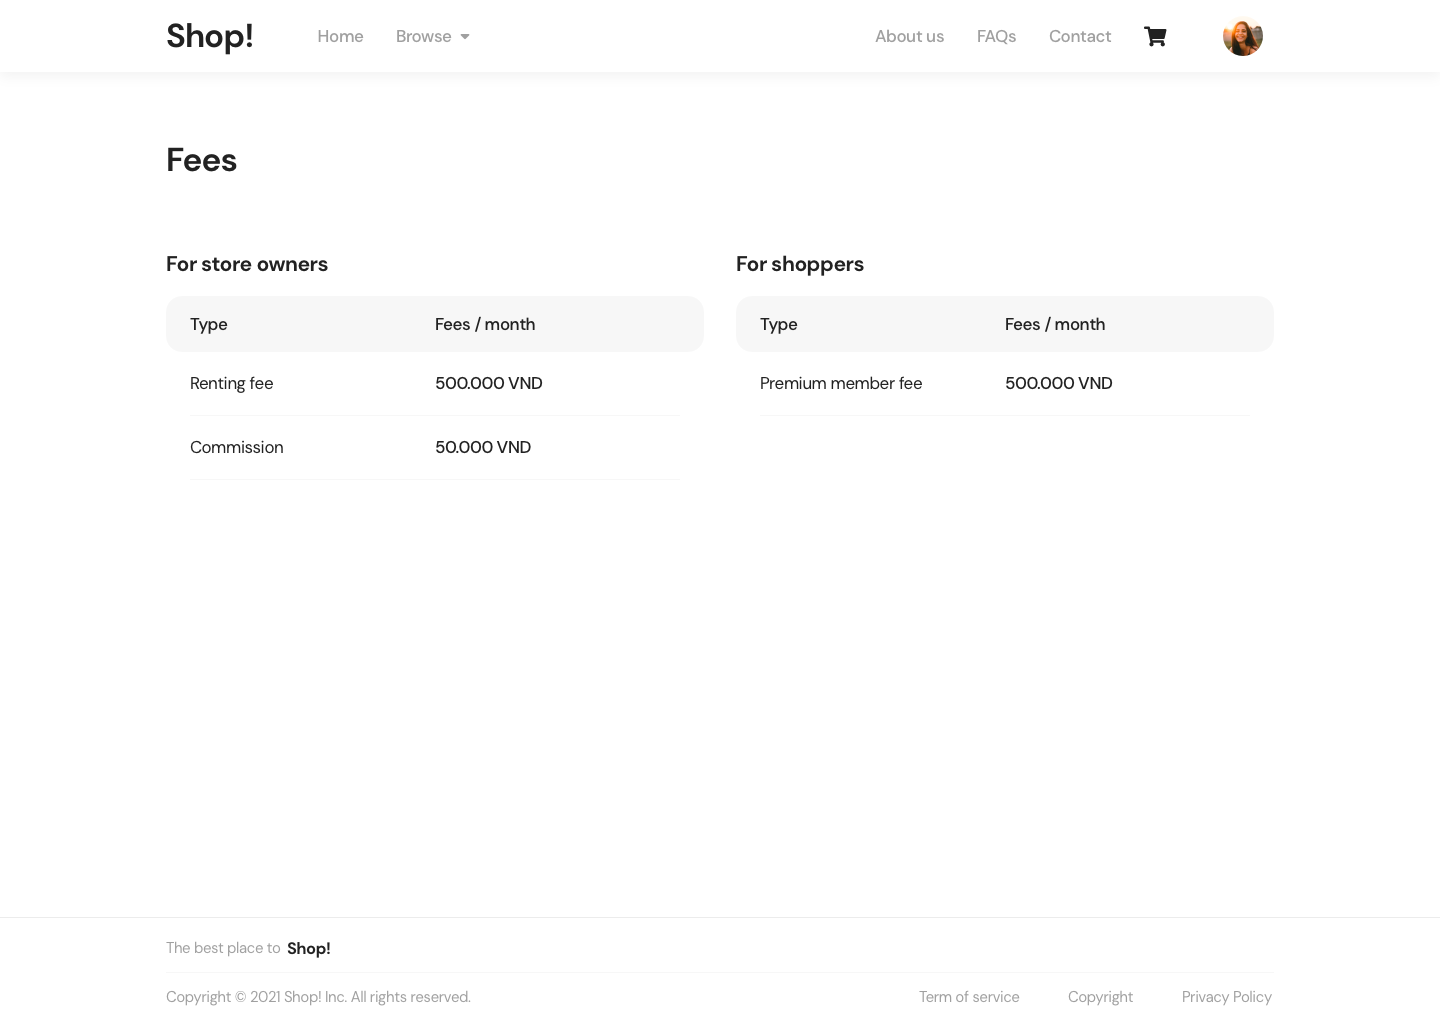 Shop!
Home
Browse
About us
FAQs
Contact
Fees
For store owners
Type
Fees / month
Renting fee
500.000 VND
Commission
50.000 VND
For shoppers
Type
Fees / month
Premium member fee
500.000 VND
The best place to Shop!
Copyright © 2021 Shop! Inc. All rights reserved.
Term of service
Copyright
Privacy Policy